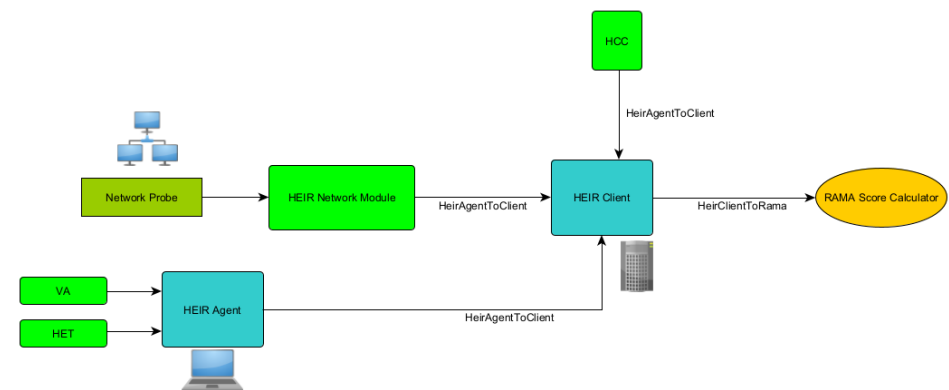 HCC
HeirAgentToClient
Network Probe
HEIR Network Module
HeirAgentToClient
HEIR Client
HeirClientToRama
RAMA Score Calculator
VA
HET
HEIR Agent
HeirAgentToClient